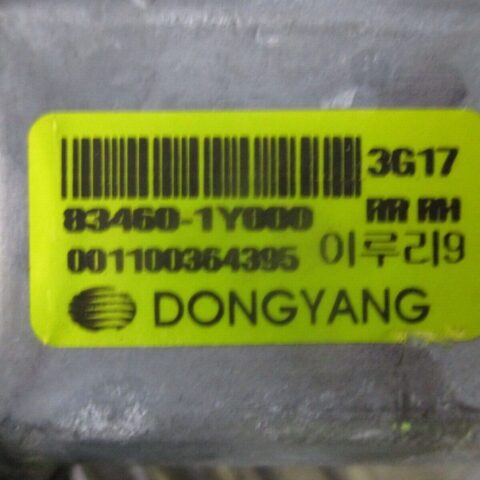 3G17
83460-1Y000 RR RH
001100364395 이루리9
DONGYANG